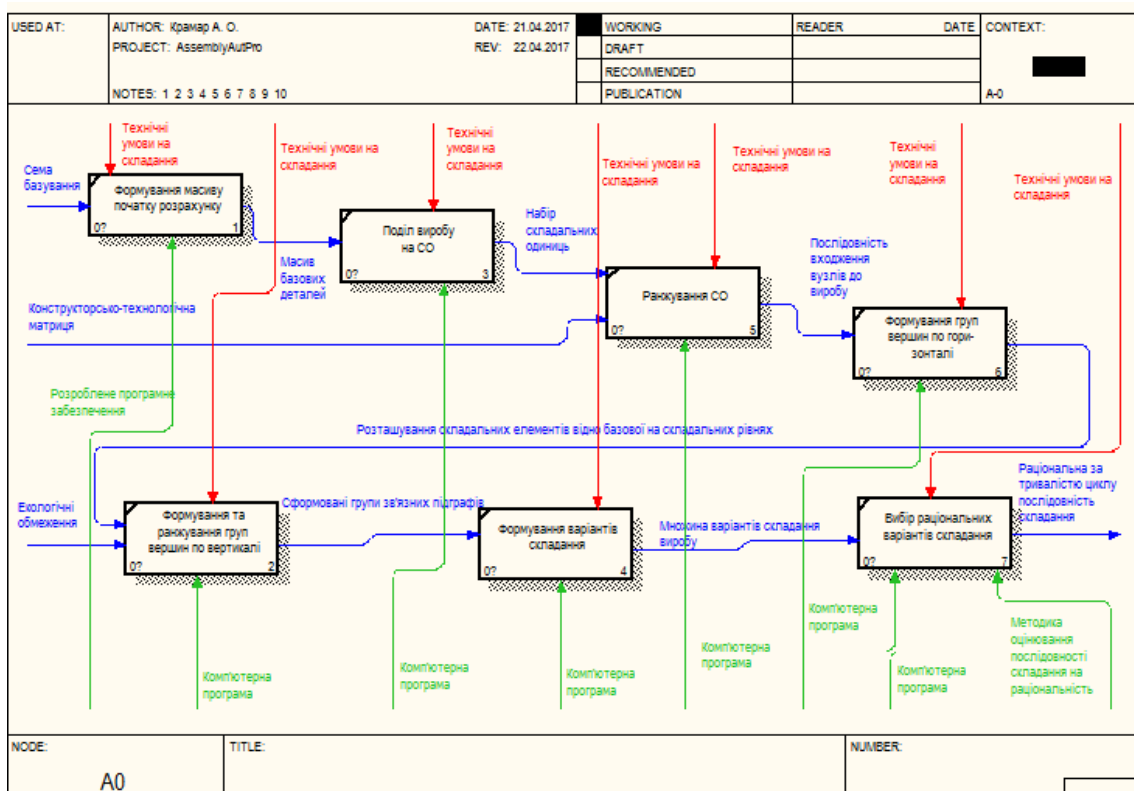 USED AT:
AUTHOR: Крамар А. О.
DATE: 21.04.2017
WORKING
READER
DATE
CONTEXT:
PROJECT: AssemblyAutPro
REV: 22.04.2017
DRAFT
RECOMMENDED
NOTES: 1 2 3 4 5 6 7 8 9 10
PUBLICATION
A-0
Технічні
умови на
складання
Технічні умови на
складання
Технічні
умови на
складання
Технічні умови на
складання
Технічні умови на
складання
Технічні
умови на
складання
Технічні умови на
складання
Сема
базування
Формування масиву
початку розрахунку
0?
1
Масив
базових
деталей
Поділ виробу
на СО
0?
3
Набір
складальних
одиниць
Ранжування СО
0?
5
Послідовність
входження
вузлів до
виробу
Формування груп
вершин по гори-
зонталі
0?
6
Конструкторсько-технологічна
матриця
Розроблене програмне
забезпечення
Розташування складальних елементів відно базової на складальних рівнях
Екологічні
обмеження
Формування та
ранжування груп
вершин по вертикалі
0?
2
Сформовані групи зв'язних підграфів
Формування варіантів
складання
0?
4
Множина варіантів складання
виробу
Вибір раціональних
варіантів складання
0?
7
Раціональна за
тривалістю циклу
послідовність
складання
Комп'ютерна
програма
Комп'ютерна
програма
Комп'ютерна
програма
Комп'ютерна
програма
Комп'ютерна
програма
Комп'ютерна
програма
Методика
оцінювання
послідовності
складання на
раціональність
NODE:
TITLE:
NUMBER:
A0